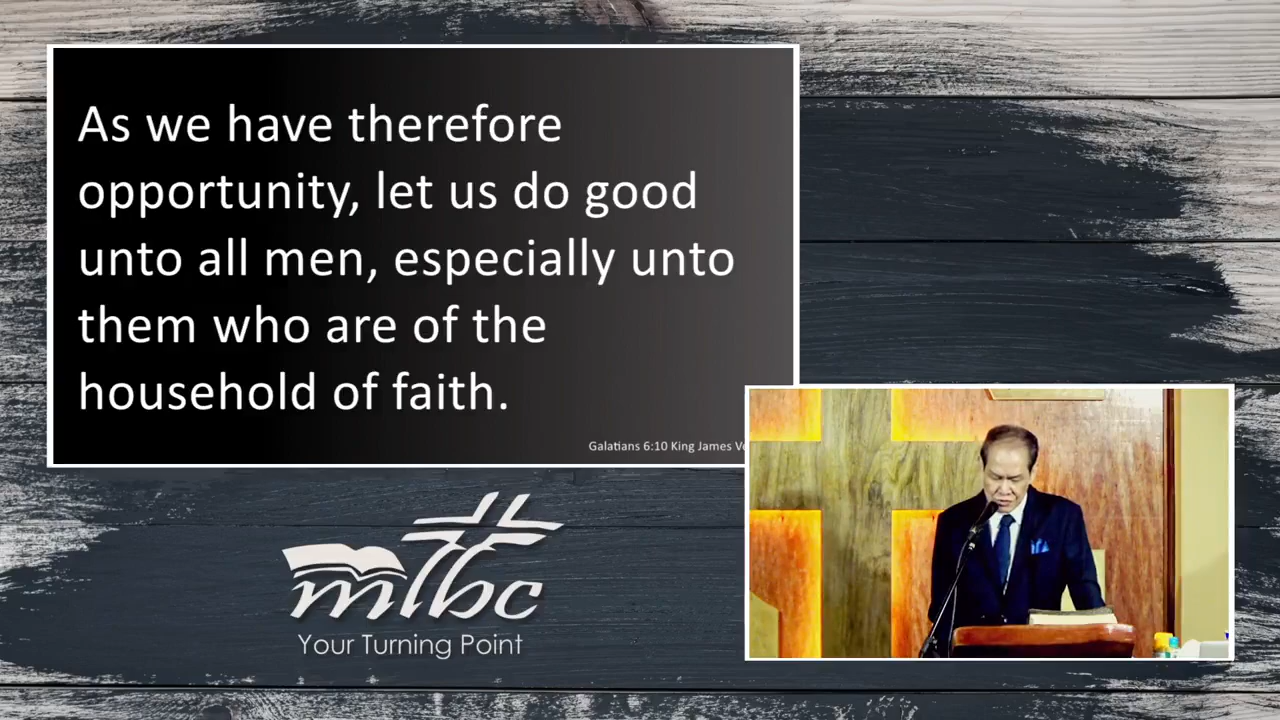 As we have therefore
opportunity, let us do good
unto all men, especially unto
them who are of the
household of faith.
Galatians 6:10 King James
mlbc
Your Turning Point